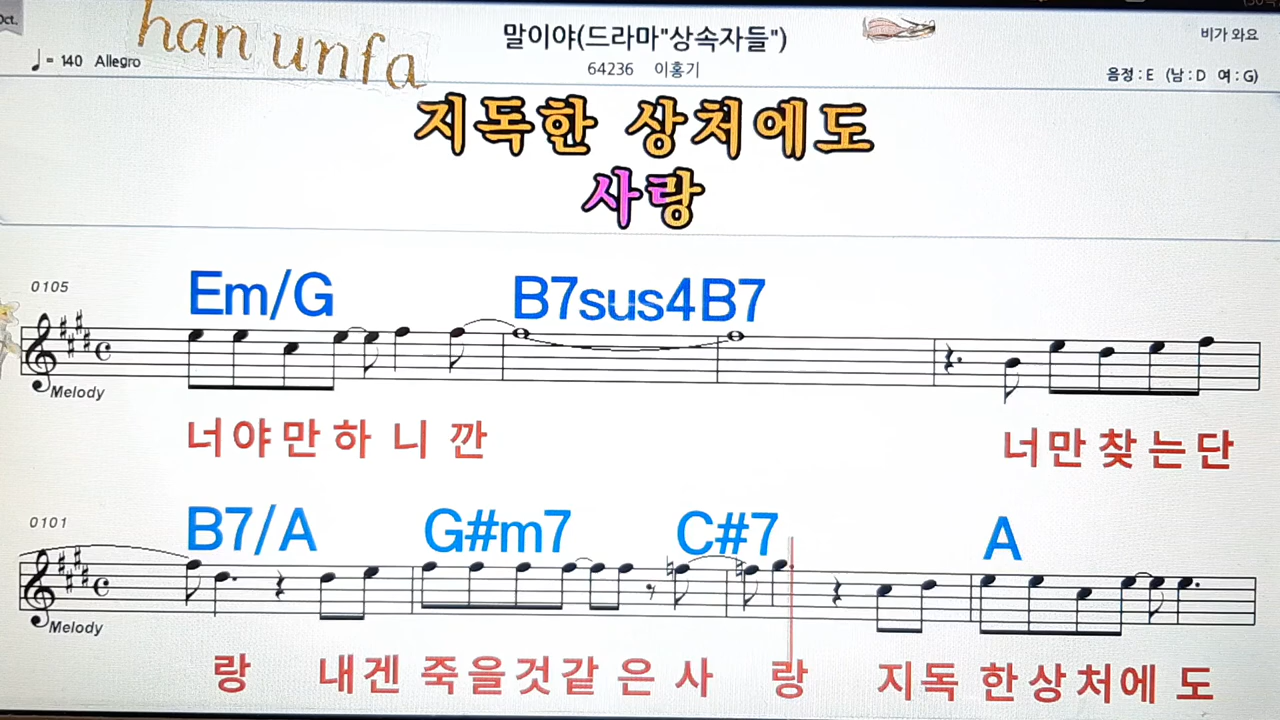 Oct.
han unfa
말이야(드라마"상속자들")
비가 와요
♩= 140 Allegro
64236 이홍기
음정 : E (남 : D 여 : G)
지독한 상처에도
사랑
0105
Em/G B7sus4 B7
Melody
너야만하 니 깐 너만 찾 는단
0101
B7/A G#m7 C#7 A
Melody
랑 내겐 죽을것같 은 사 랑 지독 한상처에 도